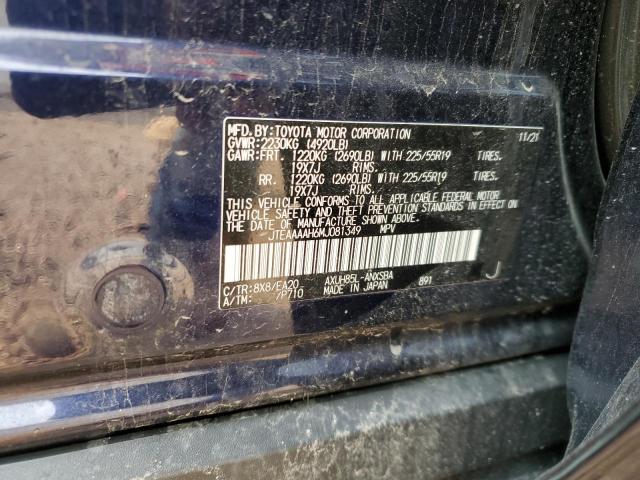 MFD. BY: TOYOTA MOTOR CORPORATION 11/21
GVWR: 2230KG (4920LB)
GAWR: FRT. 1220KG (2690LB) WITH 225/55R19 TIRES.
19X7J RIMS.
RR. 1220KG (2690LB) WITH 225/55R19 TIRES.
19X7J RIMS.
THIS VEHICLE CONFORMS TO ALL APPLICABLE FEDERAL MOTOR
VEHICLE SAFETY AND THEFT PREVENTION STANDARDS IN EFFECT
ON THE DATE OF MANUFACTURE SHOWN ABOVE.
JTEAAAAH6MJ081349 MPV
C/TR: 8X8/EA20 AXUH85L-ANXSBA 891 J
A/TM: /P710 MADE IN JAPAN